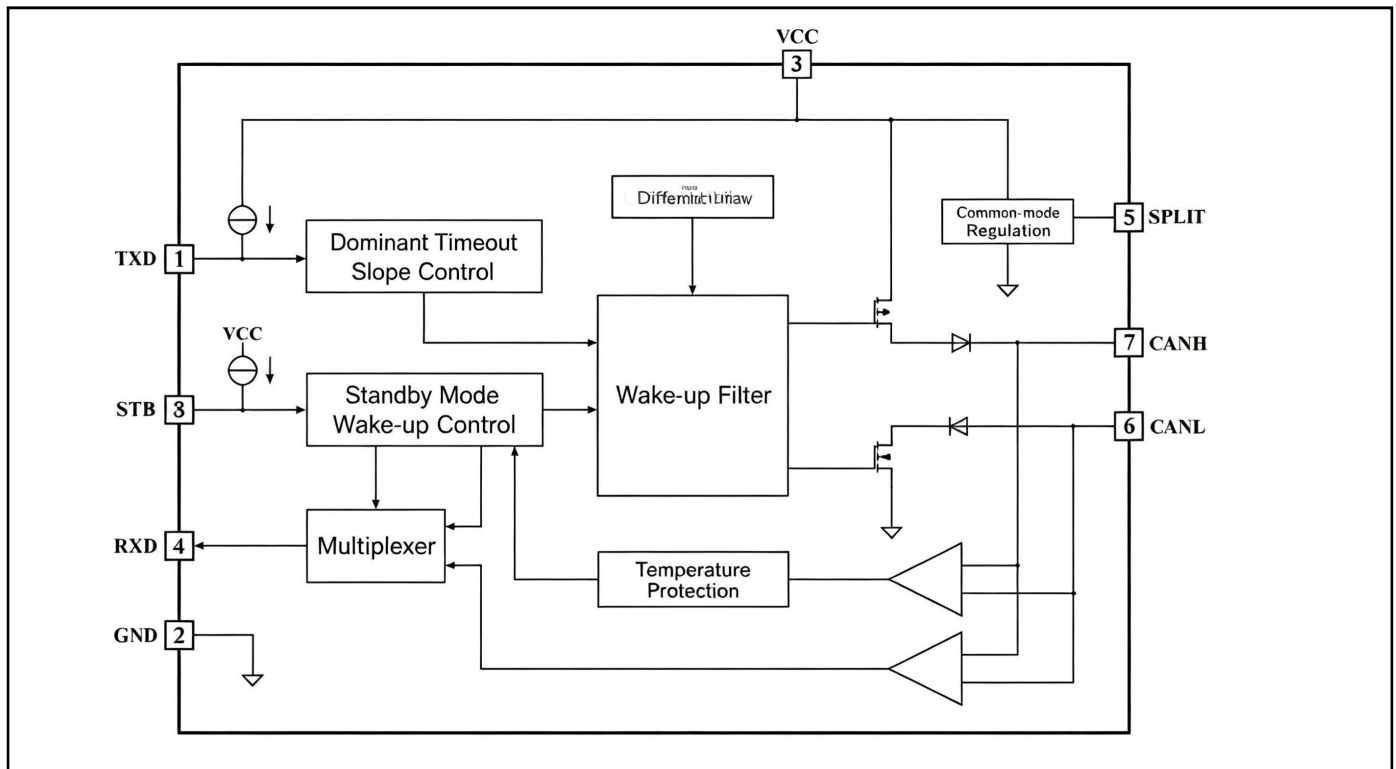 VCC
3
Common-mode
Regulation
5 SPLIT
Dominant Timeout
Slope Control
TXD 1
VCC
7 CANH
Standby Mode
Wake-up Control
Wake-up Filter
STB 3
6 CANL
RXD 4
Multiplexer
Temperature
Protection
GND 2